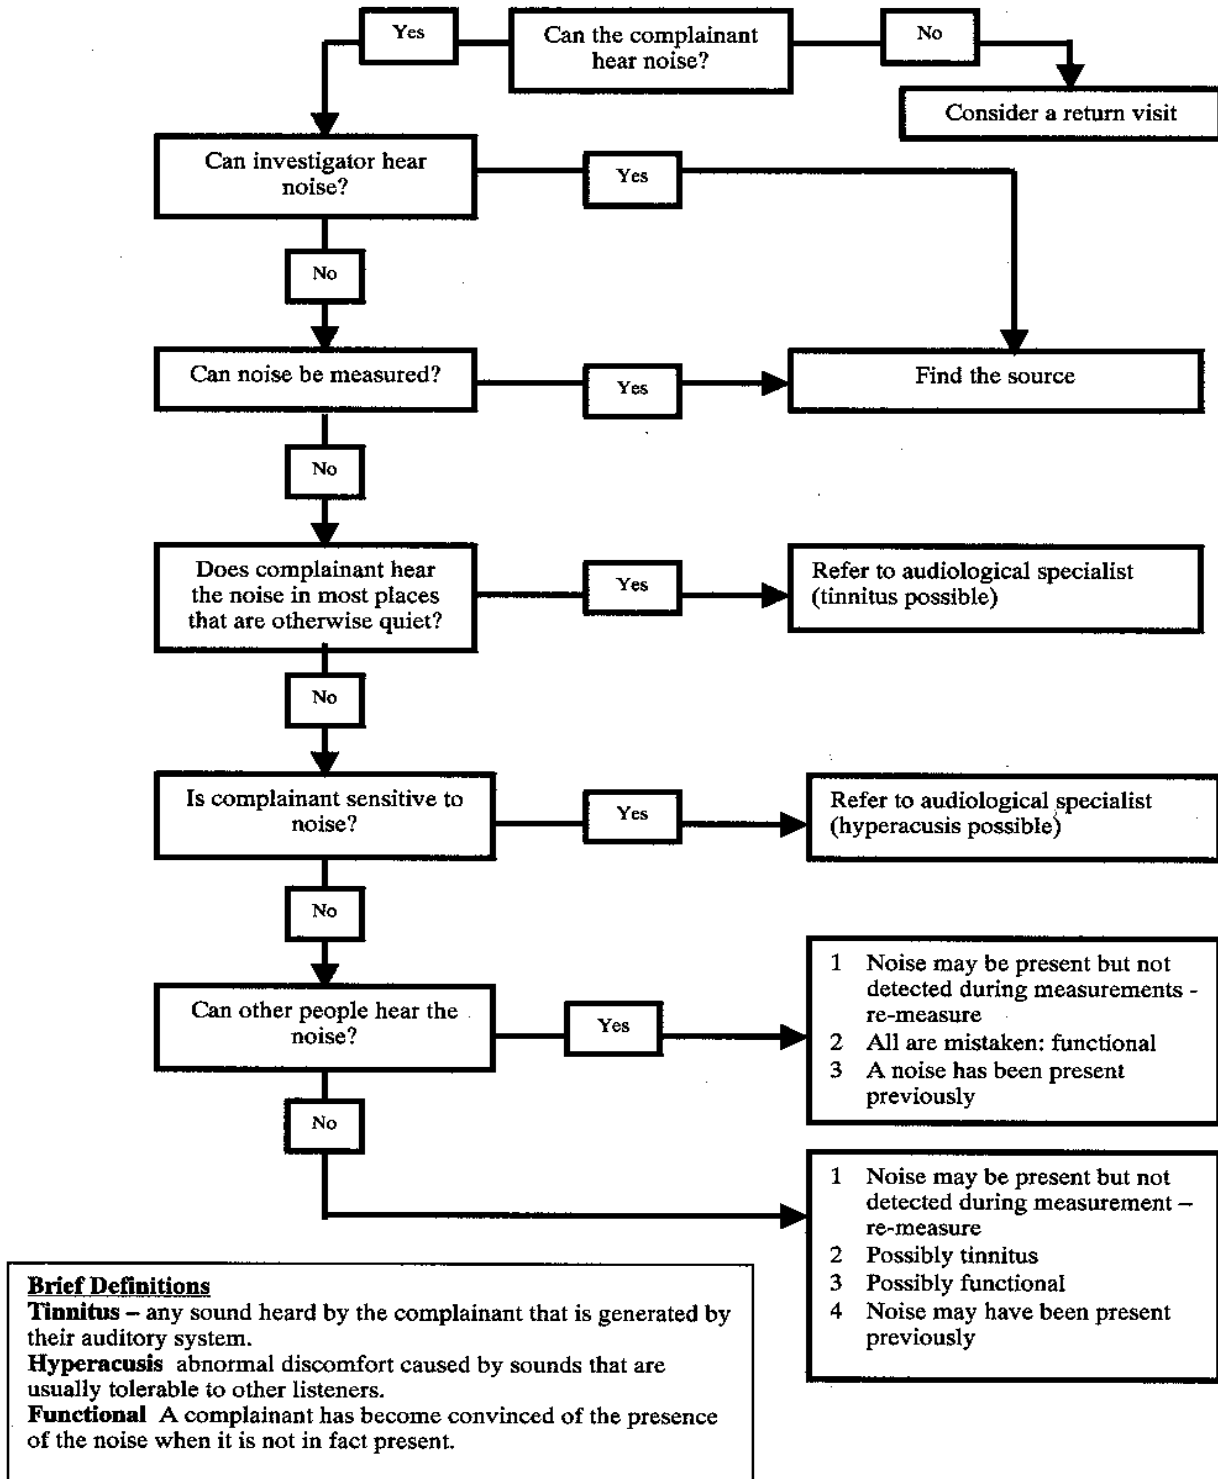 Yes
Can the complainant
hear noise?
No
Consider a return visit
Can investigator hear
noise?
Yes
No
Can noise be measured?
Yes
Find the source
No
Does complainant hear
the noise in most places
that are otherwise quiet?
Yes
Refer to audiological specialist
(tinnitus possible)
No
Is complainant sensitive to
noise?
Yes
Refer to audiological specialist
(hyperacusis possible)
No
Can other people hear the
noise?
Yes
1 Noise may be present but not
detected during measurements -
re-measure
2 All are mistaken: functional
3 A noise has been present
previously
No
1 Noise may be present but not
detected during measurement –
re-measure
2 Possibly tinnitus
3 Possibly functional
4 Noise may have been present
previously
Brief Definitions
Tinnitus – any sound heard by the complainant that is generated by
their auditory system.
Hyperacusis abnormal discomfort caused by sounds that are
usually tolerable to other listeners.
Functional A complainant has become convinced of the presence
of the noise when it is not in fact present.